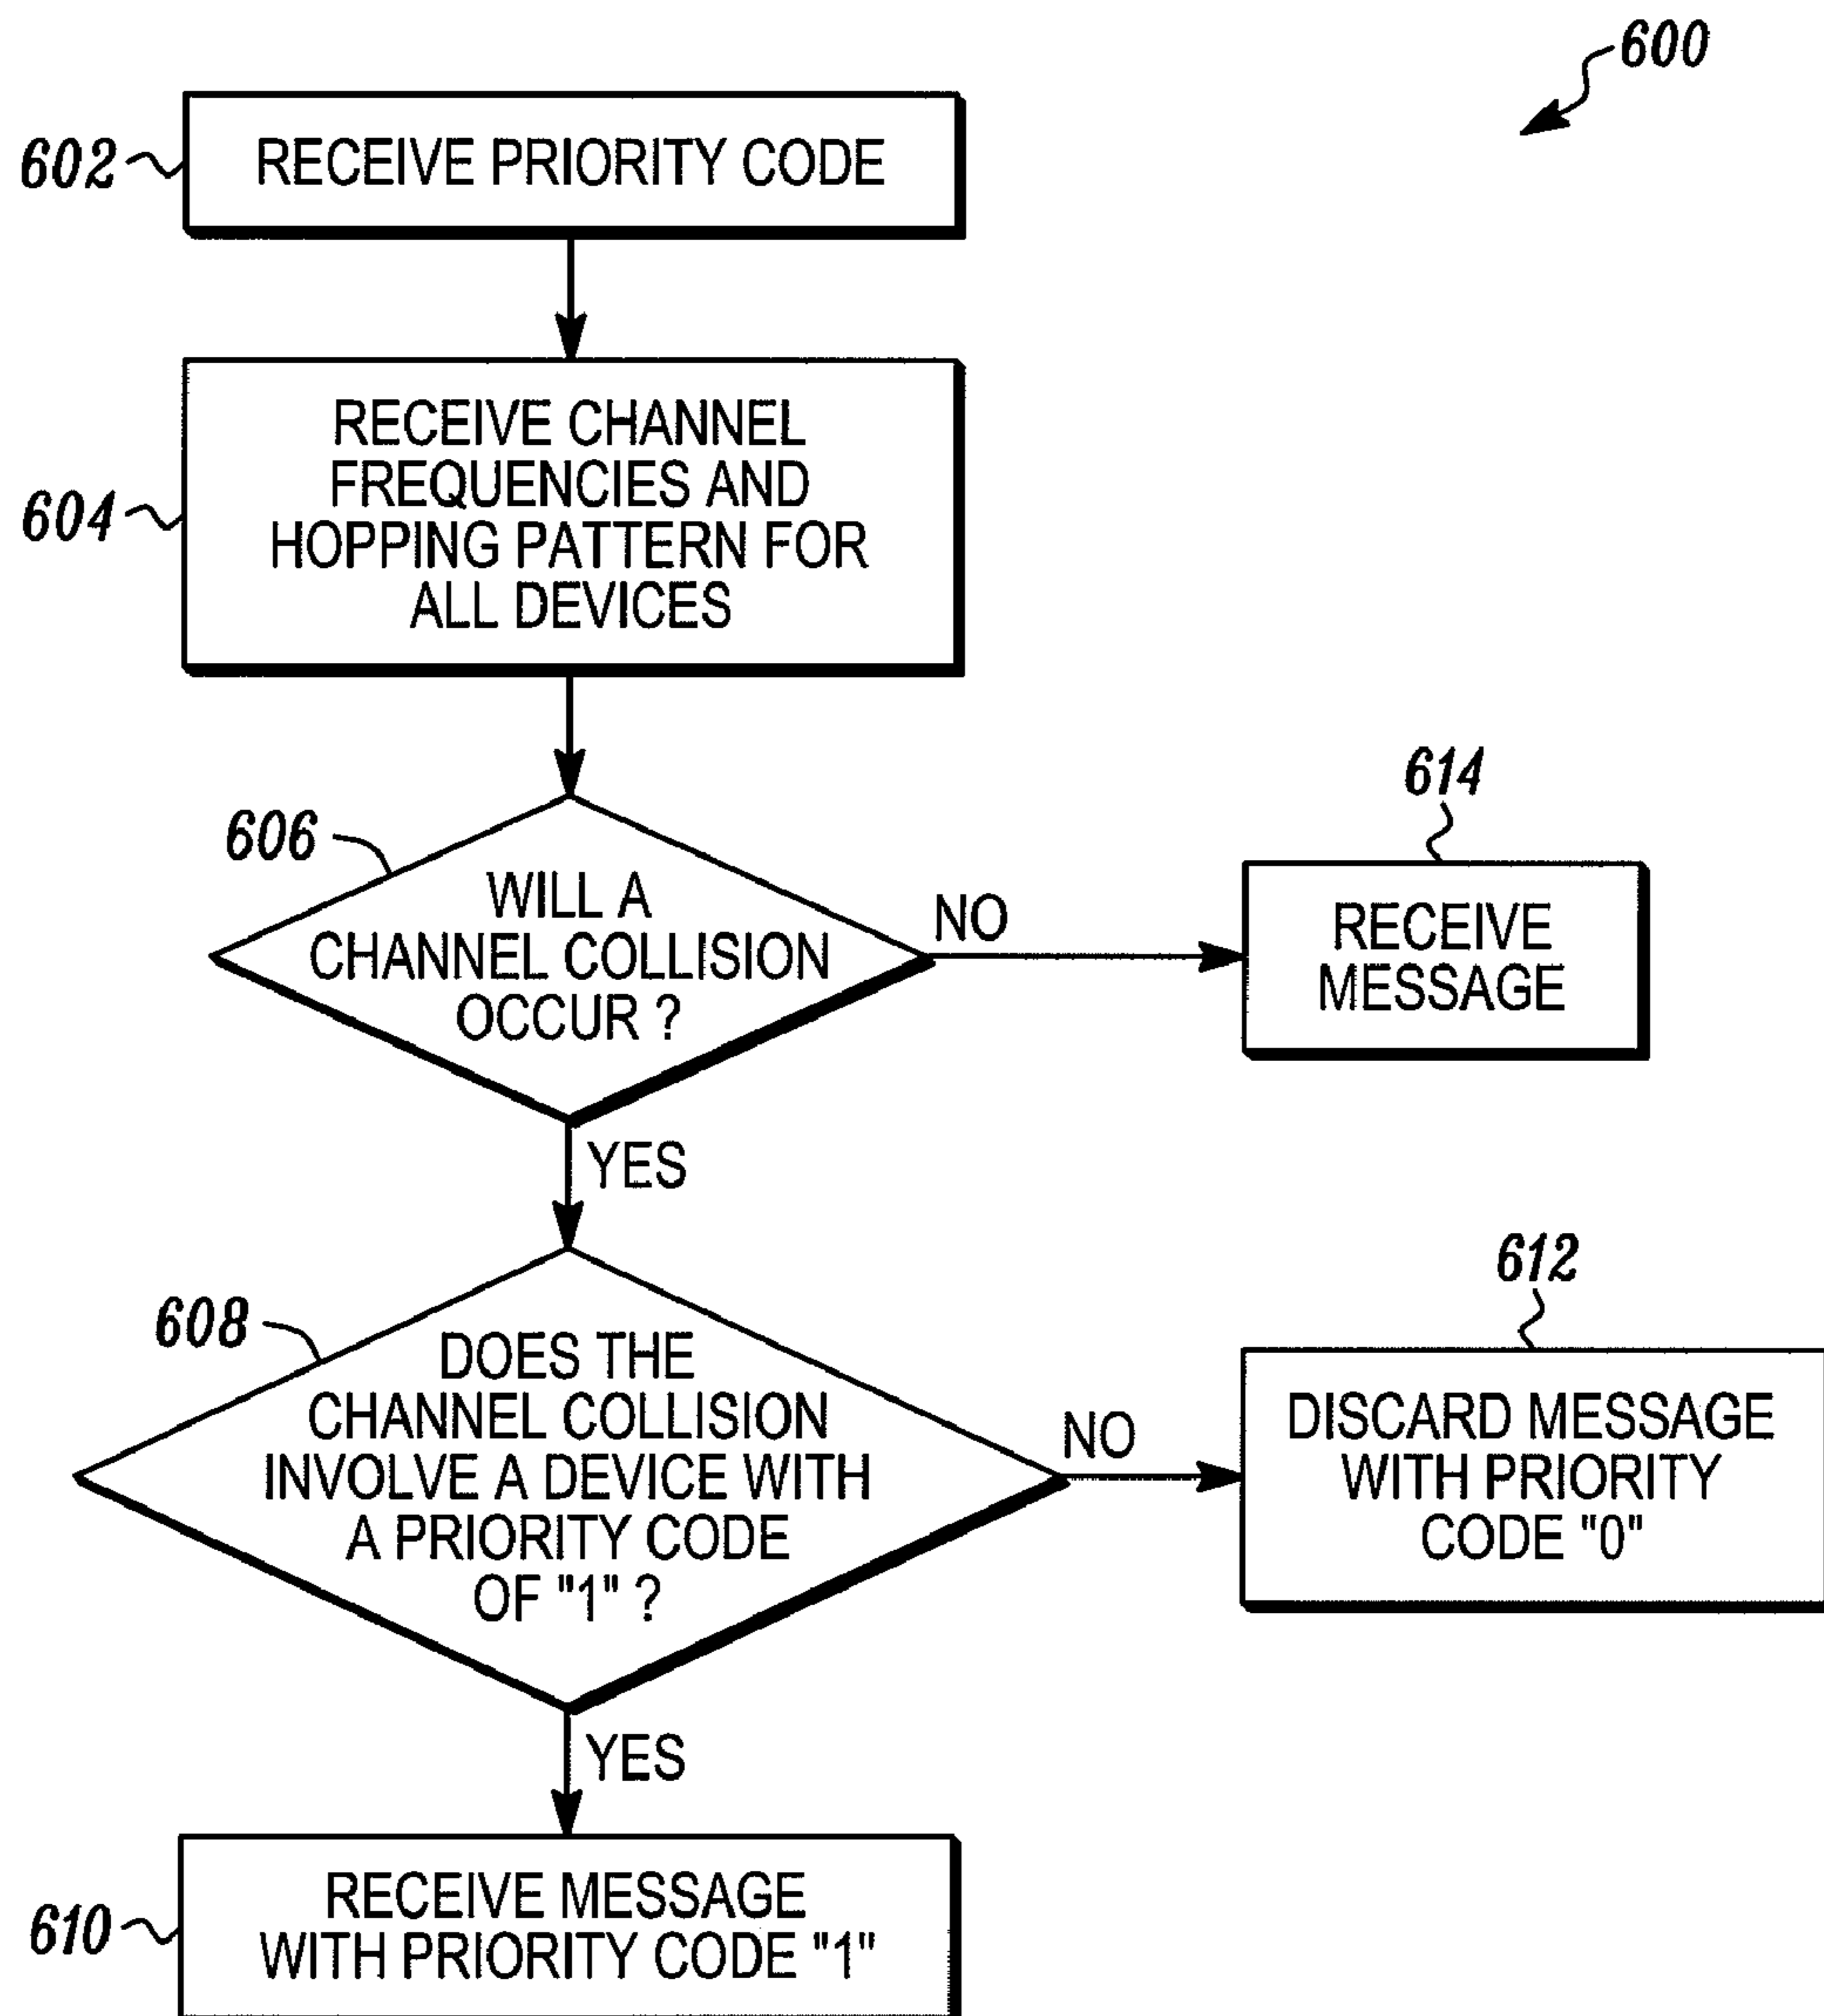 600
602
RECEIVE PRIORITY CODE
604
RECEIVE CHANNEL
FREQUENCIES AND
HOPPING PATTERN FOR
ALL DEVICES
606
WILL A
CHANNEL COLLISION
OCCUR ?
NO
614
RECEIVE
MESSAGE
YES
608
DOES THE
CHANNEL COLLISION
INVOLVE A DEVICE WITH
A PRIORITY CODE
OF "1" ?
NO
612
DISCARD MESSAGE
WITH PRIORITY
CODE "0"
YES
610
RECEIVE MESSAGE
WITH PRIORITY CODE "1"